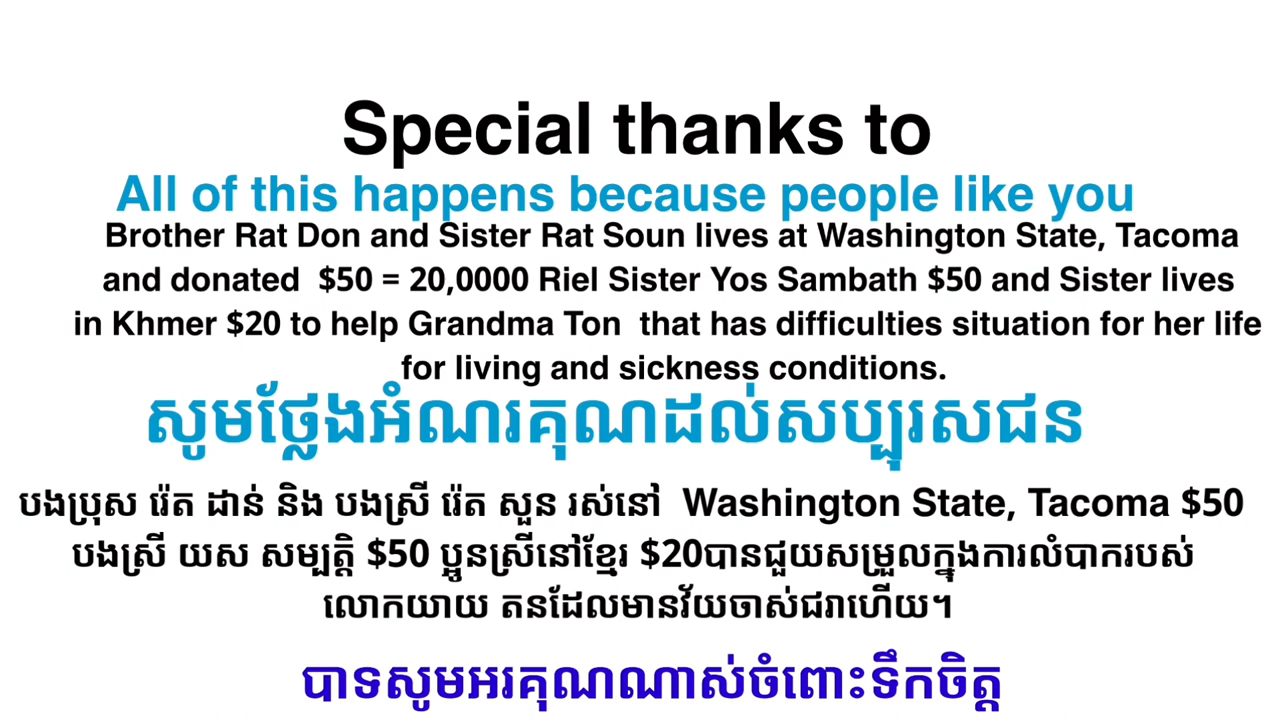 Special thanks to
All of this happens because people like you
Brother Rat Don and Sister Rat Soun lives at Washington State, Tacoma
and donated $50 = 20,0000 Riel Sister Yos Sambath $50 and Sister lives
in Khmer $20 to help Grandma Ton that has difficulties situation for her life
for living and sickness conditions.
សូមថ្លែងអំណរគុណដល់សប្បុរសជន
បងប្រុស រ៉េត ដាន់ និង បងស្រី រ៉េត សួន រស់នៅ Washington State, Tacoma $50
បងស្រី យស សម្បត្តិ $50 ប្អូនស្រីនៅខ្មែរ $20បានជួយសម្រួលក្នុងការលំបាករបស់
លោកយាយ តនដែលមានវ័យចាស់ជរាហើយ។
បាទសូមអរគុណណាស់ចំពោះទឹកចិត្ត